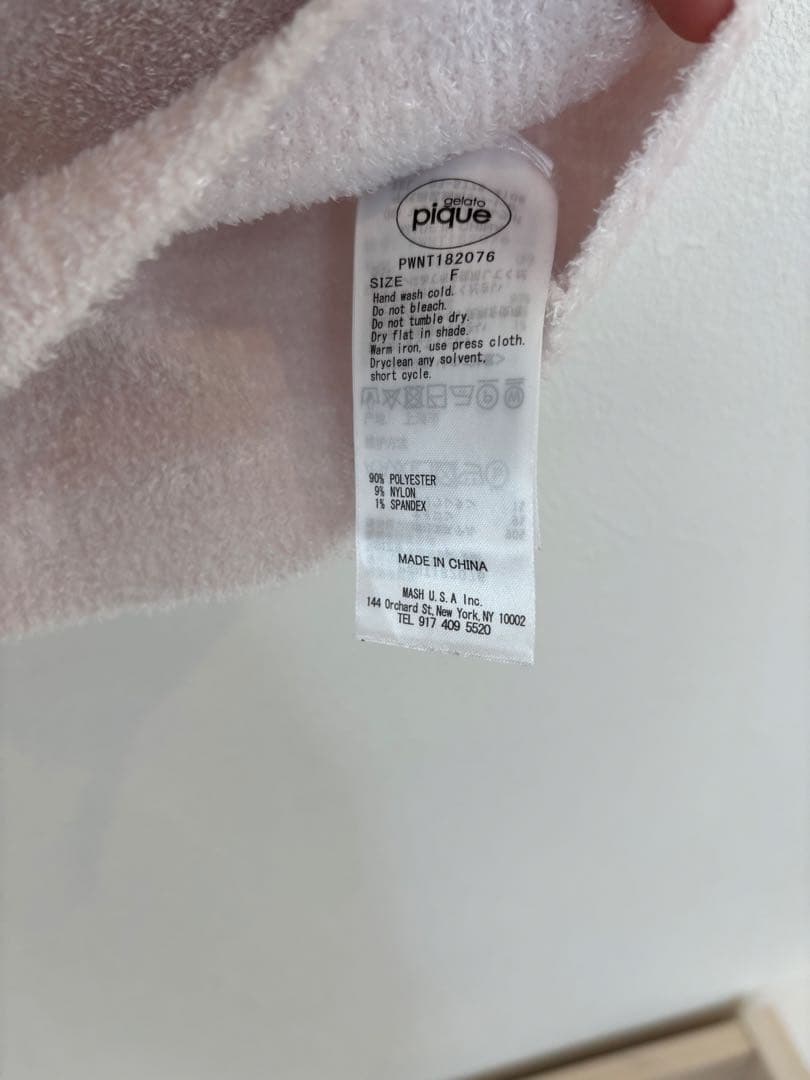 gelato
pique
PWNT182076
SIZE F
Hand wash cold.
Do not bleach.
Do not tumble dry.
Dry flat in shade.
Warm iron, use press cloth.
Dryclean any solvent,
short cycle.
90% POLYESTER
9% NYLON
1% SPANDEX
MADE IN CHINA
MASH U.S.A Inc.
144 Orchard St, New York, NY 10002
TEL 917 409 5520